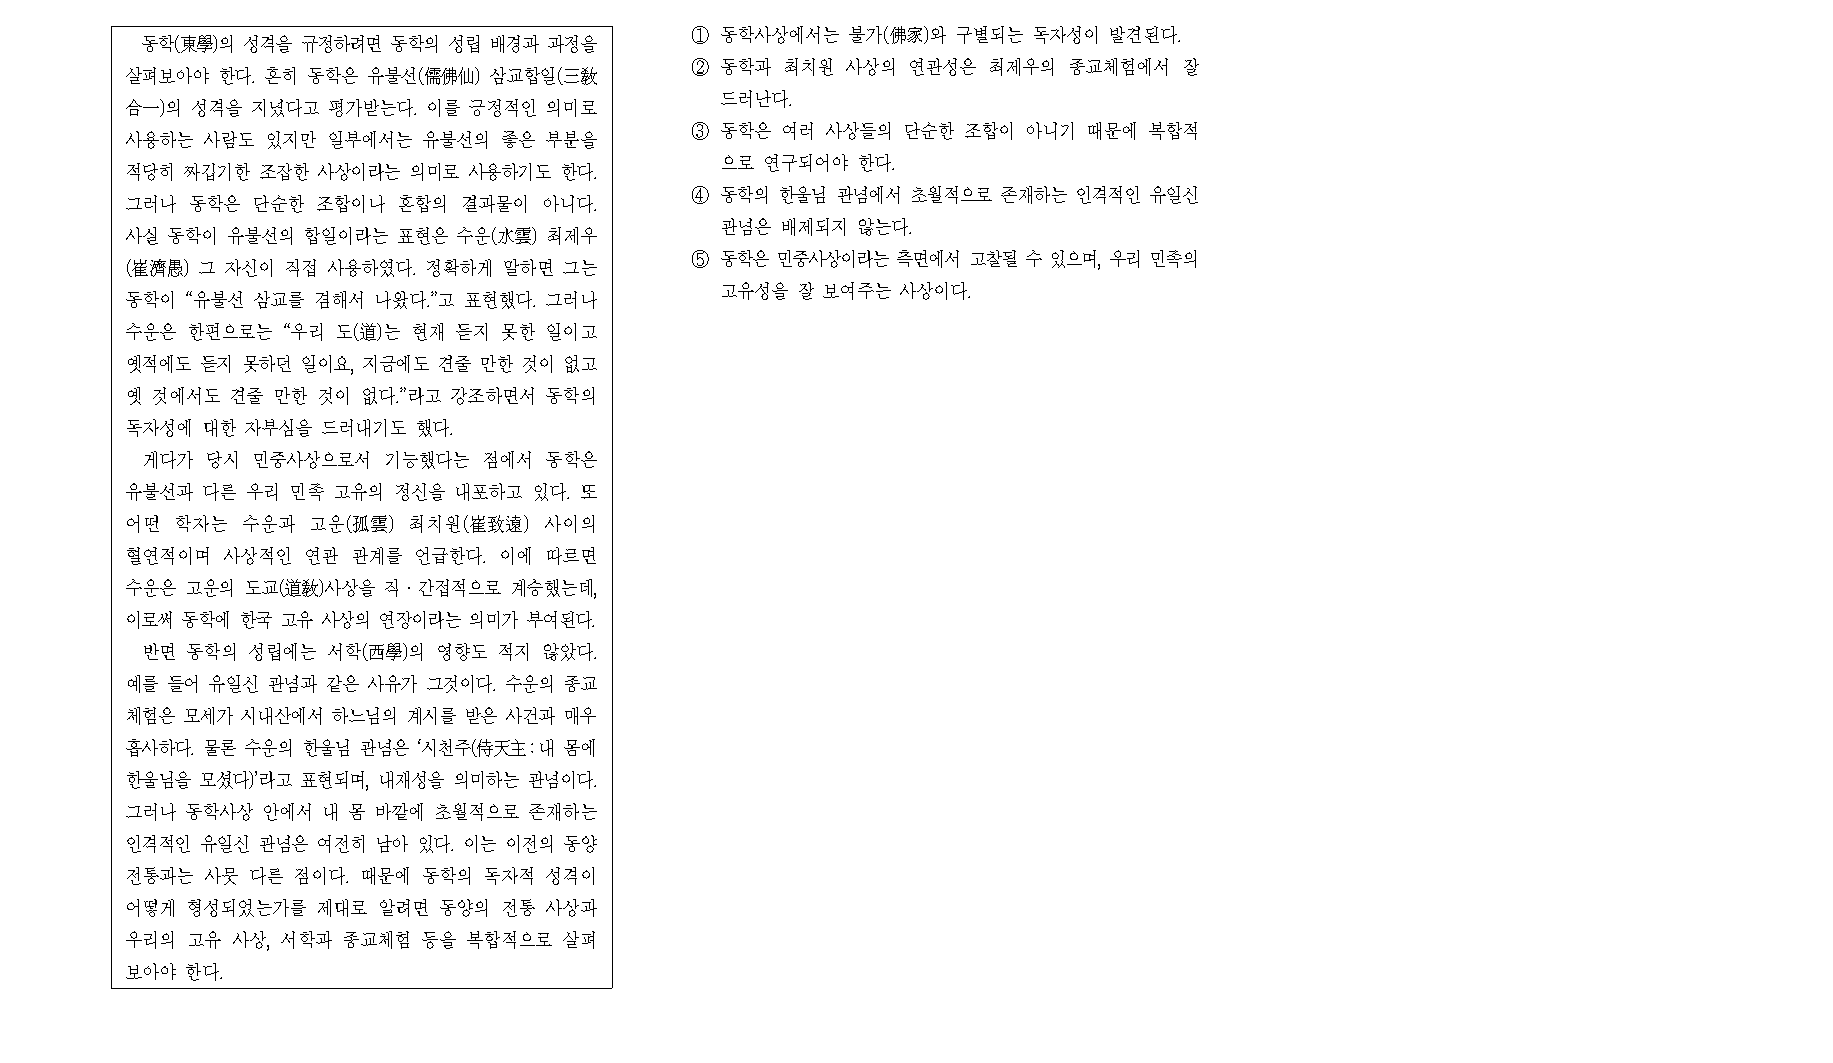 동학(東學)의 성격을 규정하려면 동학의 성립 배경과 과정을
살펴보아야 한다. 흔히 동학은 유불선(儒佛仙) 삼교합일(三敎
合一)의 성격을 지녔다고 평가받는다. 이를 긍정적인 의미로
사용하는 사람도 있지만 일부에서는 유불선의 좋은 부분을
적당히 짜깁기한 조잡한 사상이라는 의미로 사용하기도 한다.
그러나 동학은 단순한 조합이나 혼합의 결과물이 아니다.
사실 동학이 유불선의 합일이라는 표현은 수운(水雲) 최제우
(崔濟愚) 그 자신이 직접 사용하였다. 정확하게 말하면 그는
동학이 “유불선 삼교를 겸해서 나왔다.”고 표현했다. 그러나
수운은 한편으로는 “우리 도(道)는 현재 듣지 못한 일이고
옛적에도 듣지 못하던 일이요, 지금에도 견줄 만한 것이 없고
옛 것에서도 견줄 만한 것이 없다.”라고 강조하면서 동학의
독자성에 대한 자부심을 드러내기도 했다.
게다가 당시 민중사상으로서 기능했다는 점에서 동학은
유불선과 다른 우리 민족 고유의 정신을 내포하고 있다. 또
어떤 학자는 수운과 고운(孤雲) 최치원(崔致遠) 사이의
혈연적이며 사상적인 연관 관계를 언급한다. 이에 따르면
수운은 고운의 도교(道敎)사상을 직·간접적으로 계승했는데,
이로써 동학에 한국 고유 사상의 연장이라는 의미가 부여된다.
반면 동학의 성립에는 서학(西學)의 영향도 적지 않았다.
예를 들어 유일신 관념과 같은 사유가 그것이다. 수운의 종교
체험은 모세가 시내산에서 하느님의 계시를 받은 사건과 매우
흡사하다. 물론 수운의 한울님 관념은 ‘시천주(侍天主 : 내 몸에
한울님을 모셨다)’라고 표현되며, 내재성을 의미하는 관념이다.
그러나 동학사상 안에서 내 몸 바깥에 초월적으로 존재하는
인격적인 유일신 관념은 여전히 남아 있다. 이는 이전의 동양
전통과는 사뭇 다른 점이다. 때문에 동학의 독자적 성격이
어떻게 형성되었는가를 제대로 알려면 동양의 전통 사상과
우리의 고유 사상, 서학과 종교체험 등을 복합적으로 살펴
보아야 한다.
① 동학사상에서는 불가(佛家)와 구별되는 독자성이 발견된다.
② 동학과 최치원 사상의 연관성은 최제우의 종교체험에서 잘
드러난다.
③ 동학은 여러 사상들의 단순한 조합이 아니기 때문에 복합적
으로 연구되어야 한다.
④ 동학의 한울님 관념에서 초월적으로 존재하는 인격적인 유일신
관념은 배제되지 않는다.
⑤ 동학은 민중사상이라는 측면에서 고찰될 수 있으며, 우리 민족의
고유성을 잘 보여주는 사상이다.